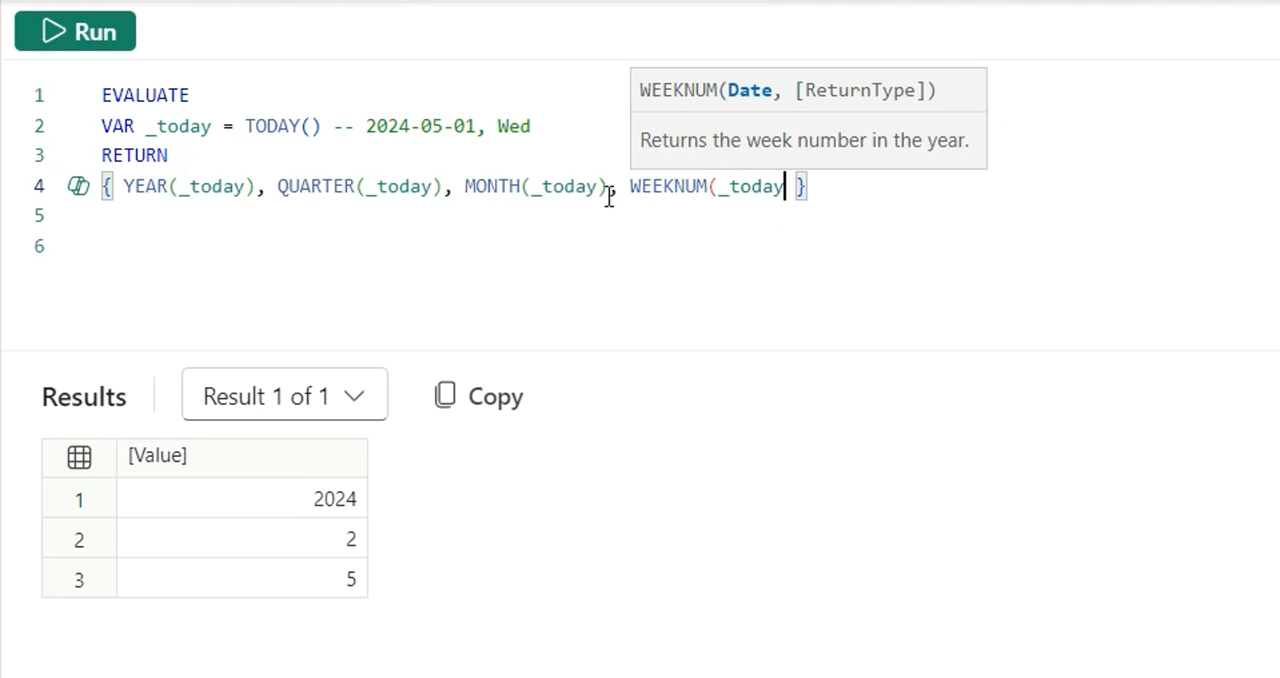 Run
1 EVALUATE
2 VAR _today = TODAY() -- 2024-05-01, Wed
3 RETURN
WEEKNUM(Date, [ReturnType])
Returns the week number in the year.
4 { YEAR(_today), QUARTER(_today), MONTH(_today), WEEKNUM(_today }
5
6
Results Result 1 of 1 Copy
[Value]
1 2024
2 2
3 5